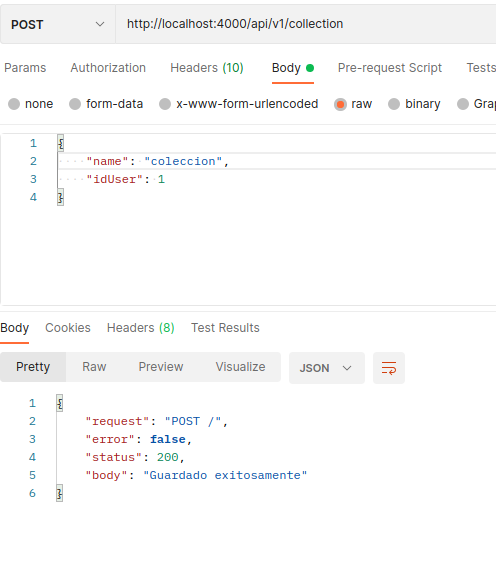 POST http://localhost:4000/api/v1/collection
Params Authorization Headers (10) Body Pre-request Script Tests
none form-data x-www-form-urlencoded raw binary
1 {
2 "name": "coleccion",
3 "idUser": 1
4 }
Body Cookies Headers (8) Test Results
Pretty Raw Preview Visualize JSON
1 {
2 "request": "POST /",
3 "error": false,
4 "status": 200,
5 "body": "Guardado exitosamente"
6 }